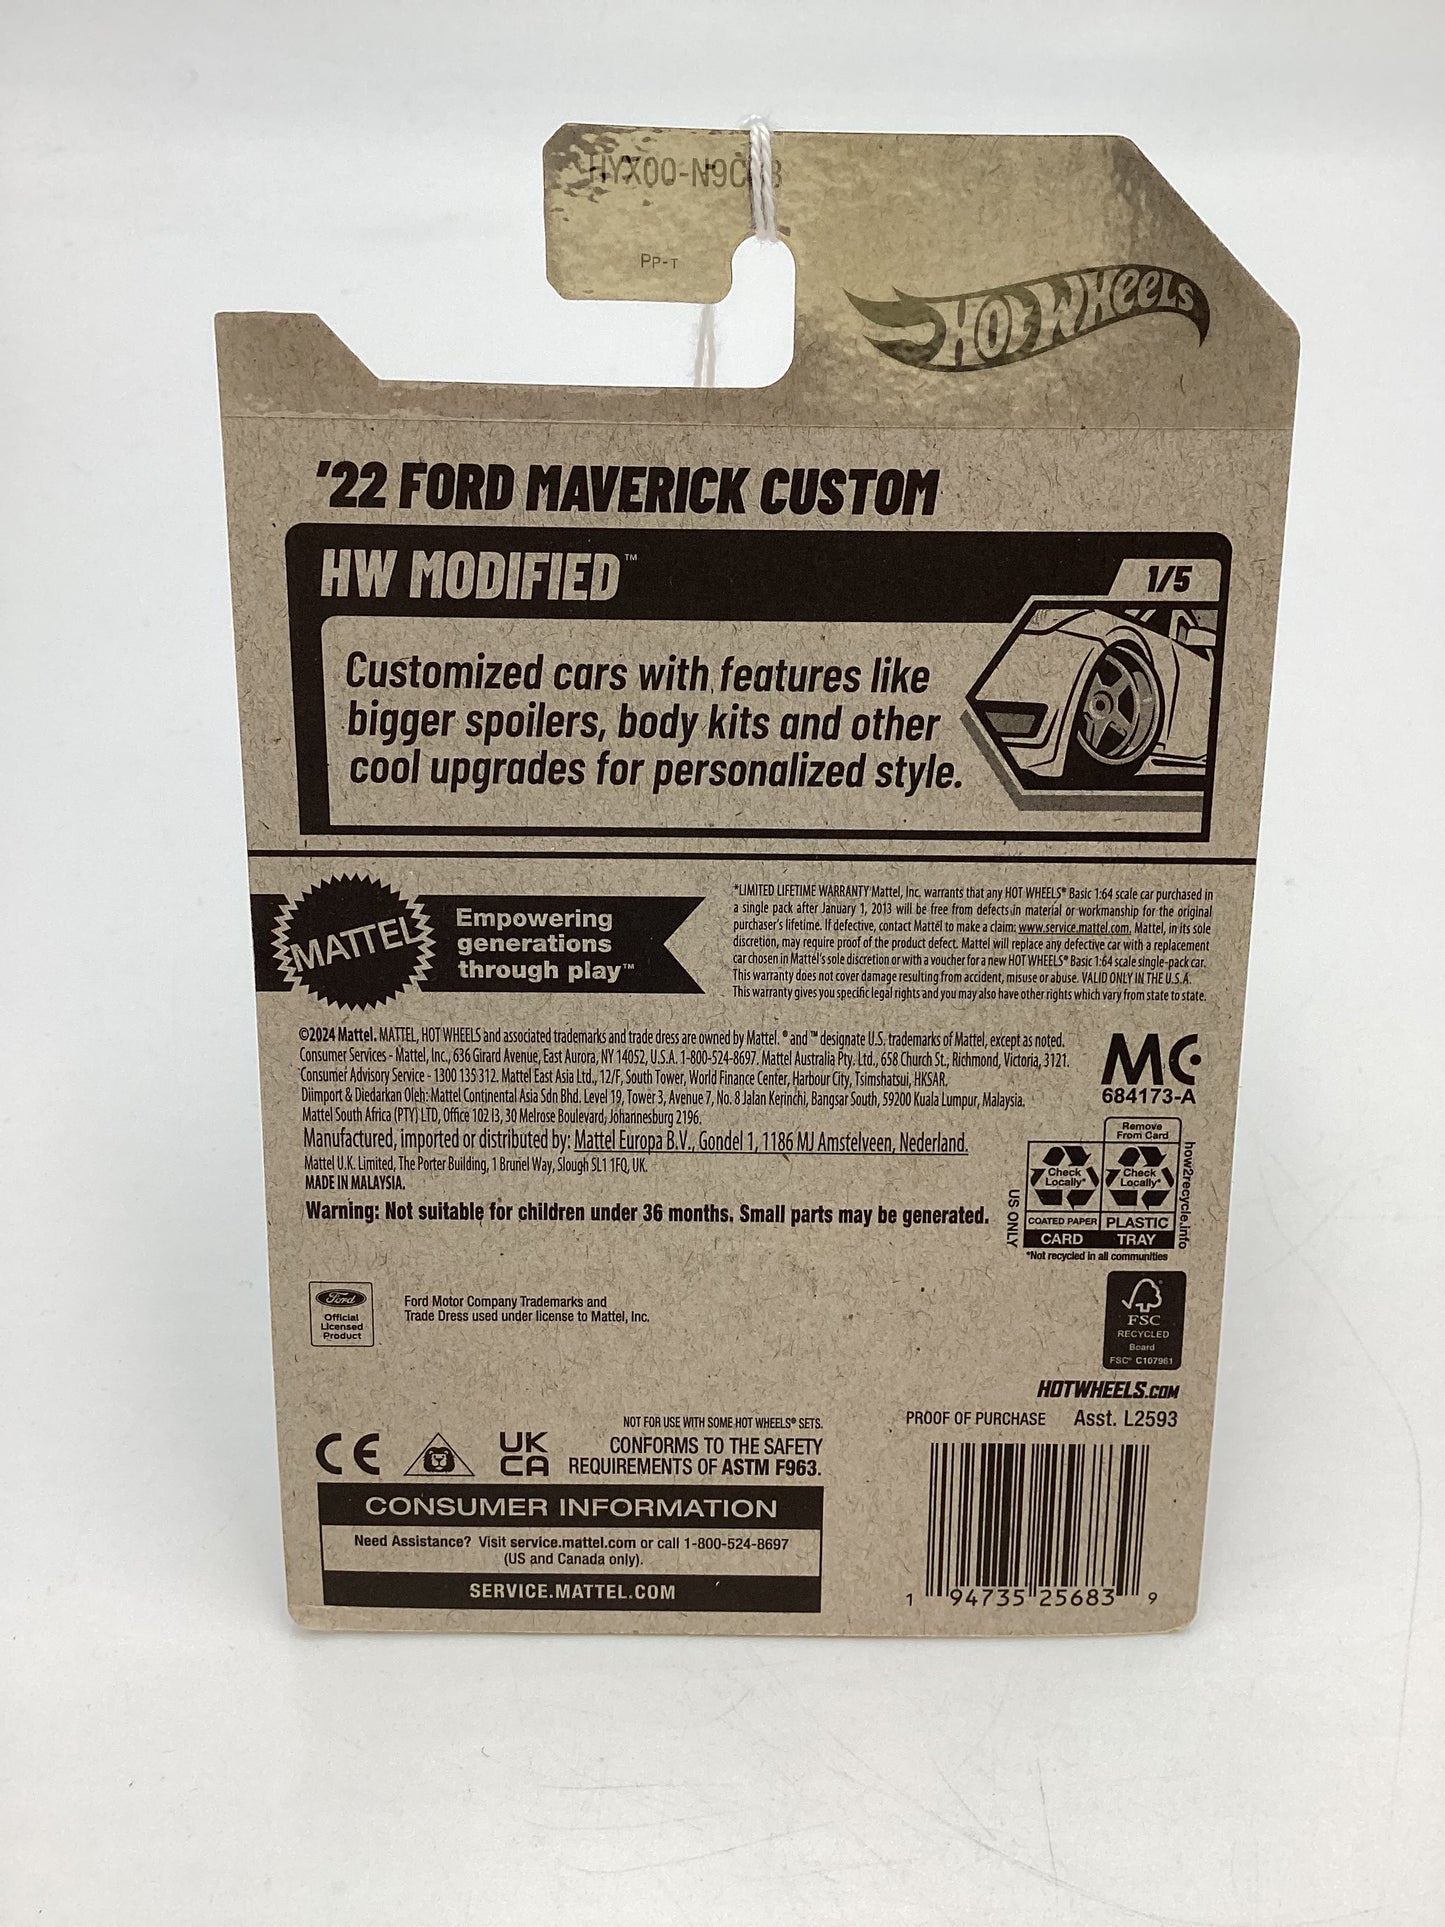 PP-T
HOT WHEELS
'22 FORD MAVERICK CUSTOM
HW MODIFIED™
1/5
Customized cars with features like
bigger spoilers, body kits and other
cool upgrades for personalized style.
MATTEL
Empowering
generations
through play™
*LIMITED LIFETIME WARRANTY Mattel, Inc. warrants that any HOT WHEELS® Basic 1:64 scale car purchased in
a single pack after January 1, 2013 will be free from defects in material or workmanship for the original
purchaser's lifetime. If defective, contact Mattel to make a claim: www.service.mattel.com. Mattel, in its sole
discretion, may require proof of the product defect. Mattel will replace any defective car with a replacement
car chosen in Mattel's sole discretion or with a voucher for a new HOT WHEELS® Basic 1:64 scale single-pack car.
This warranty does not cover damage resulting from accident, misuse or abuse. VALID ONLY IN THE U.S.A.
This warranty gives you specific legal rights and you may also have other rights which vary from state to state.
©2024 Mattel. MATTEL, HOT WHEELS and associated trademarks and trade dress are owned by Mattel. ® and ™ designate U.S. trademarks of Mattel, except as noted.
Consumer Services - Mattel, Inc., 636 Girard Avenue, East Aurora, NY 14052, U.S.A. 1-800-524-8697. Mattel Australia Pty. Ltd., 658 Church St., Richmond, Victoria, 3121.
Consumer Advisory Service - 1300 135 312. Mattel East Asia Ltd., 12/F, South Tower, World Finance Center, Harbour City, Tsimshatsui, HKSAR.
Diimport & Diedarkan Oleh: Mattel Continental Asia Sdn Bhd. Level 19, Tower 3, Avenue 7, No. 8 Jalan Kerinchi, Bangsar South, 59200 Kuala Lumpur, Malaysia.
Mattel South Africa (PTY) LTD, Office 102 I3, 30 Melrose Boulevard, Johannesburg 2196.
Manufactured, imported or distributed by: Mattel Europa B.V., Gondel 1, 1186 MJ Amstelveen, Nederland.
Mattel U.K. Limited, The Porter Building, 1 Brunel Way, Slough SL1 1FQ, UK.
MADE IN MALAYSIA.
Warning: Not suitable for children under 36 months. Small parts may be generated.
MC
684173-A
Remove
From Card
Check
Locally*
Check
Locally*
COATED PAPER
PLASTIC
CARD
TRAY
US ONLY
how2recycle.info
*Not recycled in all communities
Ford
Official
Licensed
Product
Ford Motor Company Trademarks and
Trade Dress used under license to Mattel, Inc.
FSC
RECYCLED
Board
FSC® C107961
HOTWHEELS.COM
PROOF OF PURCHASE Asst. L2593
NOT FOR USE WITH SOME HOT WHEELS® SETS.
CE
UK
CA
CONFORMS TO THE SAFETY
REQUIREMENTS OF ASTM F963.
CONSUMER INFORMATION
Need Assistance? Visit service.mattel.com or call 1-800-524-8697
(US and Canada only).
SERVICE.MATTEL.COM
1 94735 25683 9